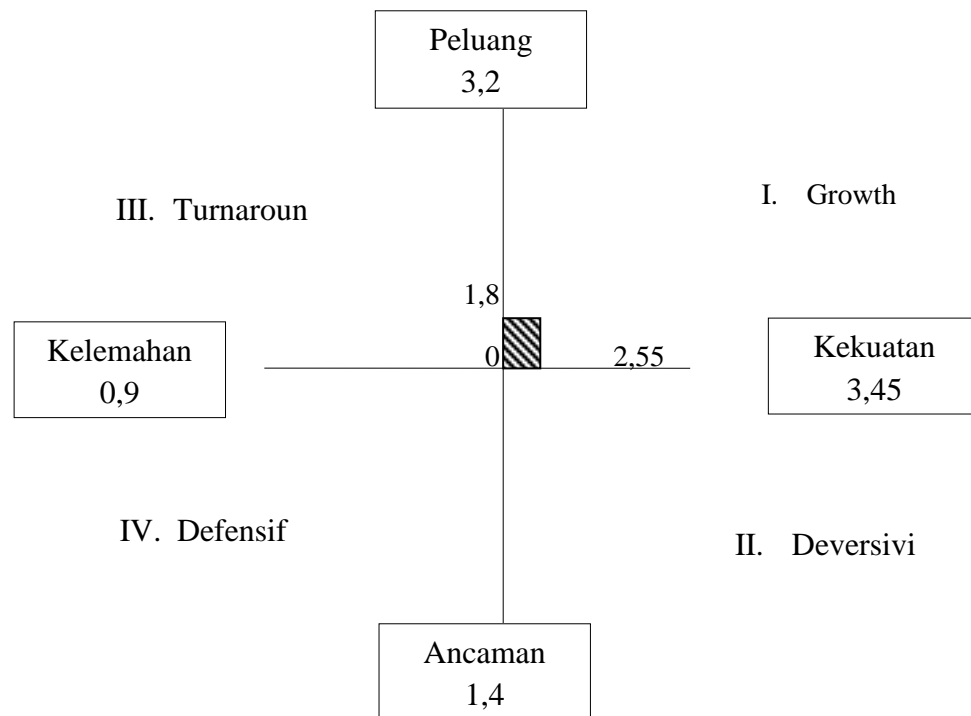 Peluang
3,2
III. Turnaroun
I. Growth
1,8
Kelemahan
0,9
0
2,55
Kekuatan
3,45
IV. Defensif
II. Deversivi
Ancaman
1,4